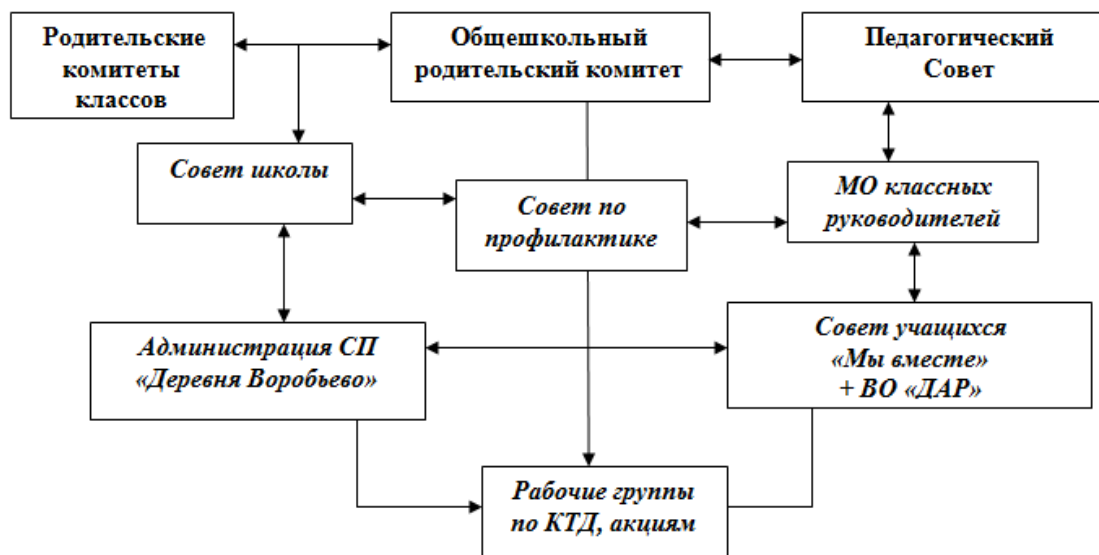 Родительские
комитеты
классов
Общешкольный
родительский комитет
Педагогический
Совет
Совет школы
Совет по
профилактике
МО классных
руководителей
Администрация СП
«Деревня Воробьево»
Совет учащихся
«Мы вместе»
+ ВО «ДАР»
Рабочие группы
по КТД, акциям